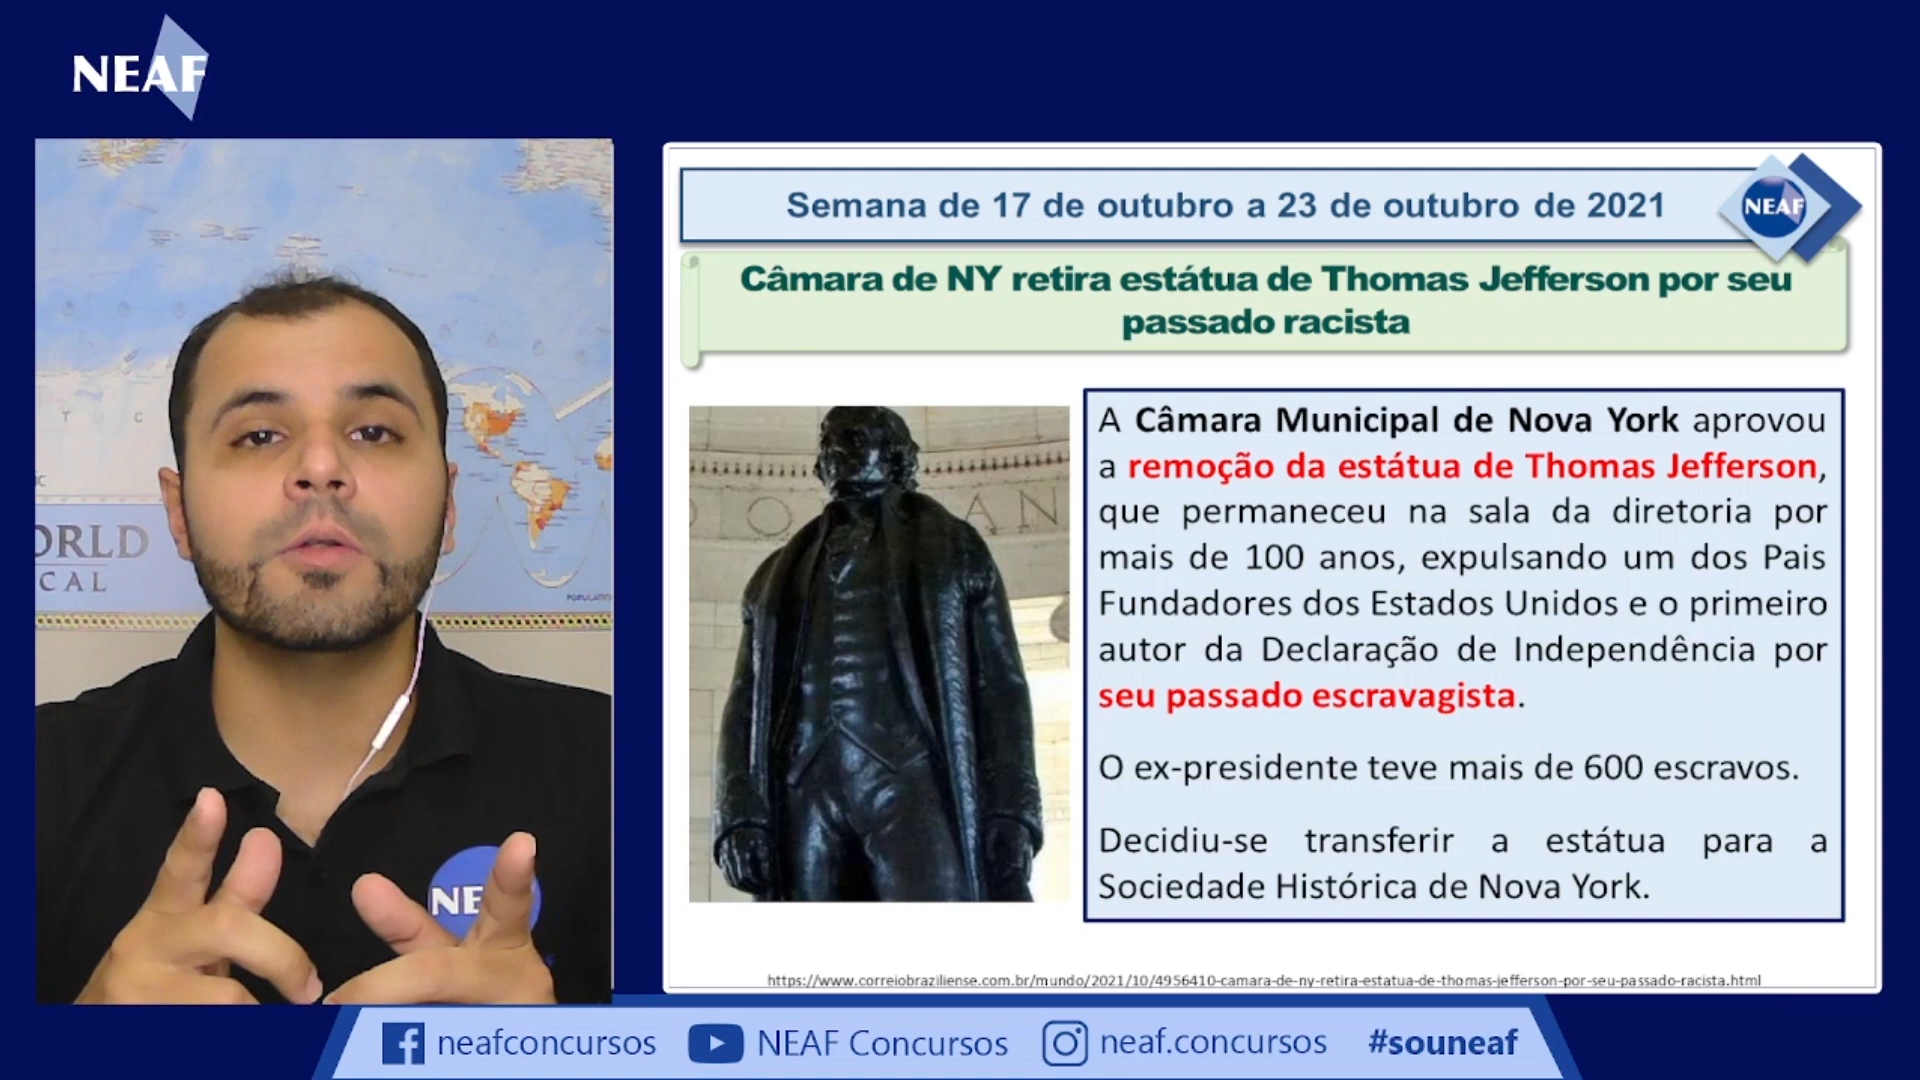 NEAF
Semana de 17 de outubro a 23 de outubro de 2021
NEAF
Câmara de NY retira estátua de Thomas Jefferson por seu
passado racista
A Câmara Municipal de Nova York aprovou
a remoção da estátua de Thomas Jefferson,
que permaneceu na sala da diretoria por
mais de 100 anos, expulsando um dos Pais
Fundadores dos Estados Unidos e o primeiro
autor da Declaração de Independência por
seu passado escravagista.
O ex-presidente teve mais de 600 escravos.
Decidiu-se transferir a estátua para a
Sociedade Histórica de Nova York.
https://www.correiobraziliense.com.br/mundo/2021/10/4956410-camara-de-ny-retira-estatua-de-thomas-jefferson-por-seu-passado-racista.html
ORLD
CAL
T C
NE
O AN
neafconcursos NEAF Concursos neaf.concursos #souneaf